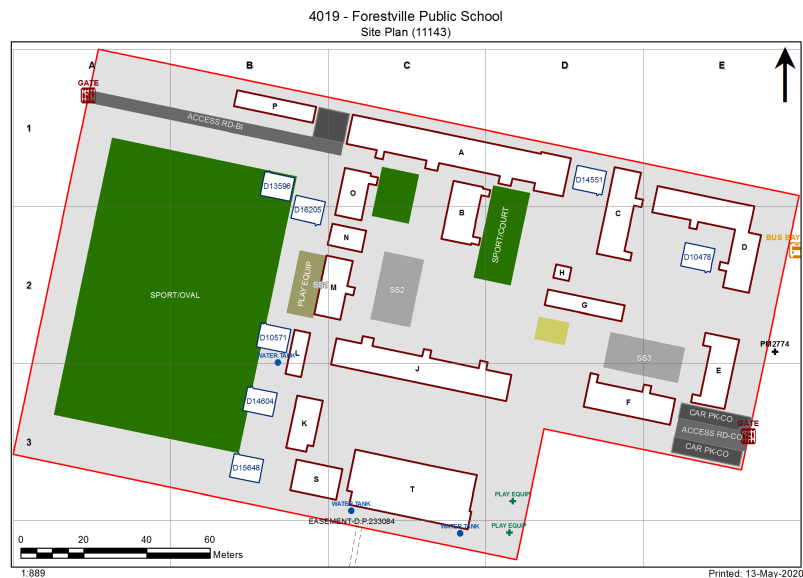 4019 - Forestville Public School
Site Plan (11143)
A
B
C
D
E
GATE
P
ACCESS RD-BI
1
A
D13596
D14551
O
D16205
B
C
SPORT/COURT
N
D
BUS BAY
D10478
H
2
SPORT/OVAL
PLAY EQUIP
M
SS2
G
D10571
WATER TANK
L
PM2774
SS3
J
E
D14604
F
K
CAR PK-CO
GATE
ACCESS RD-CO
CAR PK-CO
3
D15648
S
T
PLAY EQUIP
WATER TANK
EASEMENT-D.P.233084
WATER TANK
PLAY EQUIP
0 20 40 60
Meters
1:889
Printed: 13-May-2020